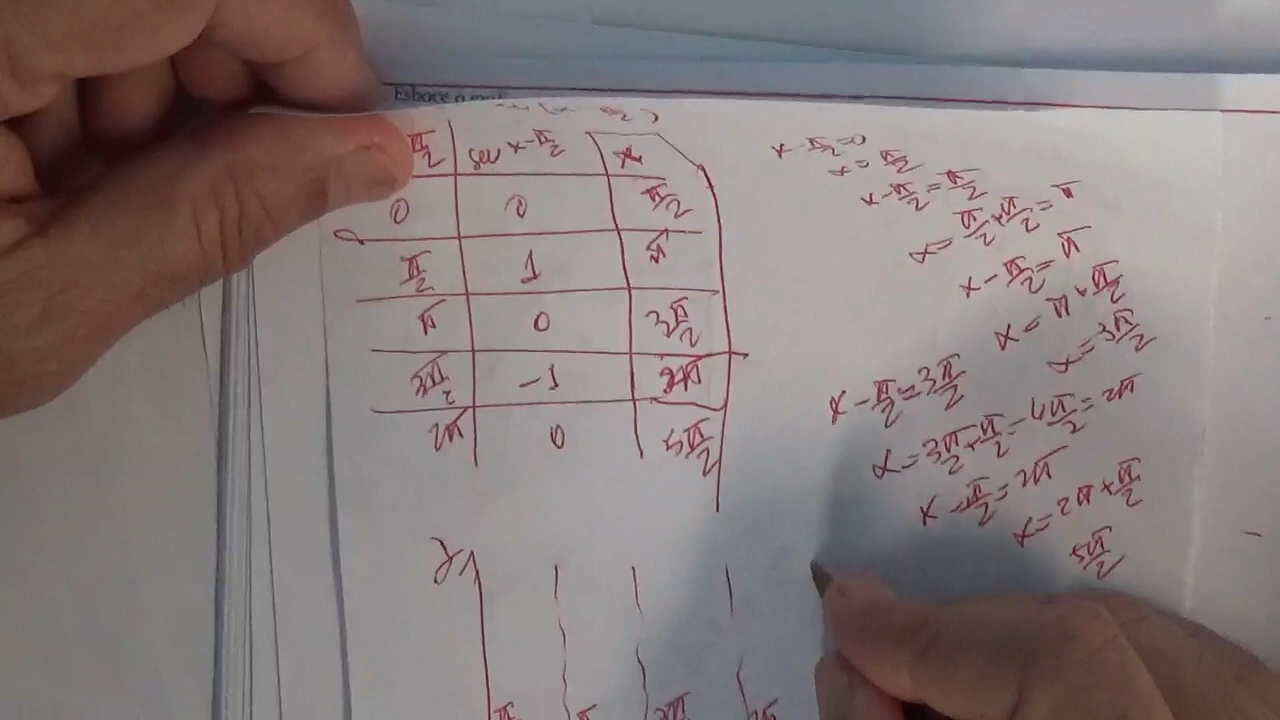 Esboce o
π/2 sen x-π/2 x
0 0 π/2
π/2 1 π
π 0 3π/2
3π/2 -1 2π
2π 0 5π/2
x - π/2 = 0
x = π/2
x - π/2 = π/2
x = π/2 + π/2 = π
x - π/2 = π
x = π + π/2
x = 3π/2
x - π/2 = 3π/2
x = 3π/2 + π/2 = 4π/2 = 2π
x - π/2 = 2π
x = 2π + π/2
5π/2
π/2 π 3π/2 2π